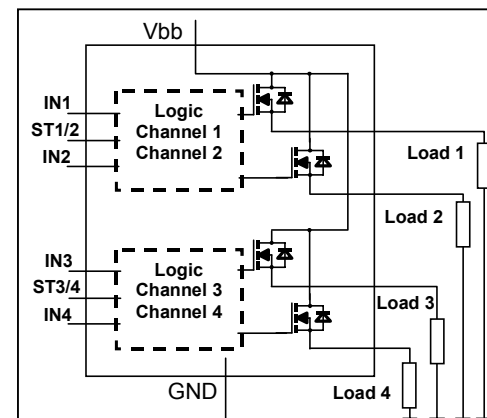 Vbb
IN1
ST1/2
IN2
Logic
Channel 1
Channel 2
Load 1
Load 2
IN3
ST3/4
IN4
Logic
Channel 3
Channel 4
Load 3
Load 4
GND